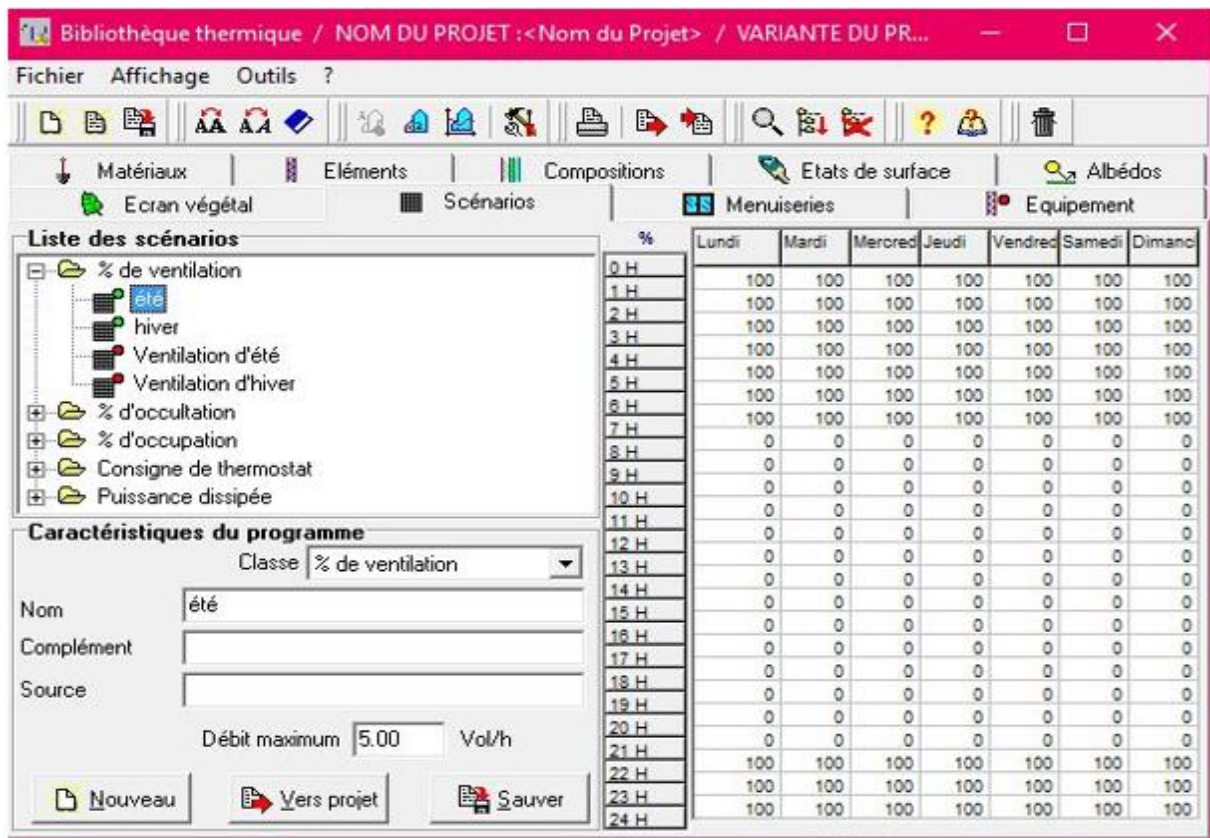 Bibliothèque thermique / NOM DU PROJET :<Nom du Projet> / VARIANTE DU PR...
Fichier Affichage Outils ?
Matériaux Eléments Compositions Etats de surface Albédos
Ecran végétal Scénarios Menuiseries Equipement
Liste des scénarios
% de ventilation
été
hiver
Ventilation d'été
Ventilation d'hiver
% d'occultation
% d'occupation
Consigne de thermostat
Puissance dissipée
Caractéristiques du programme
Classe % de ventilation
Nom été
Complément
Source
Débit maximum 5.00 Vol/h
Nouveau Vers projet Sauver
%
0 H
1 H
2 H
3 H
4 H
5 H
6 H
7 H
8 H
9 H
10 H
11 H
12 H
13 H
14 H
15 H
16 H
17 H
18 H
19 H
20 H
21 H
22 H
23 H
24 H
Lundi Mardi Mercred Jeudi Vendred Samedi Dimanc
100 100 100 100 100 100 100
100 100 100 100 100 100 100
100 100 100 100 100 100 100
100 100 100 100 100 100 100
100 100 100 100 100 100 100
100 100 100 100 100 100 100
100 100 100 100 100 100 100
0 0 0 0 0 0 0
0 0 0 0 0 0 0
0 0 0 0 0 0 0
0 0 0 0 0 0 0
0 0 0 0 0 0 0
0 0 0 0 0 0 0
0 0 0 0 0 0 0
0 0 0 0 0 0 0
0 0 0 0 0 0 0
0 0 0 0 0 0 0
0 0 0 0 0 0 0
0 0 0 0 0 0 0
0 0 0 0 0 0 0
0 0 0 0 0 0 0
100 100 100 100 100 100 100
100 100 100 100 100 100 100
100 100 100 100 100 100 100